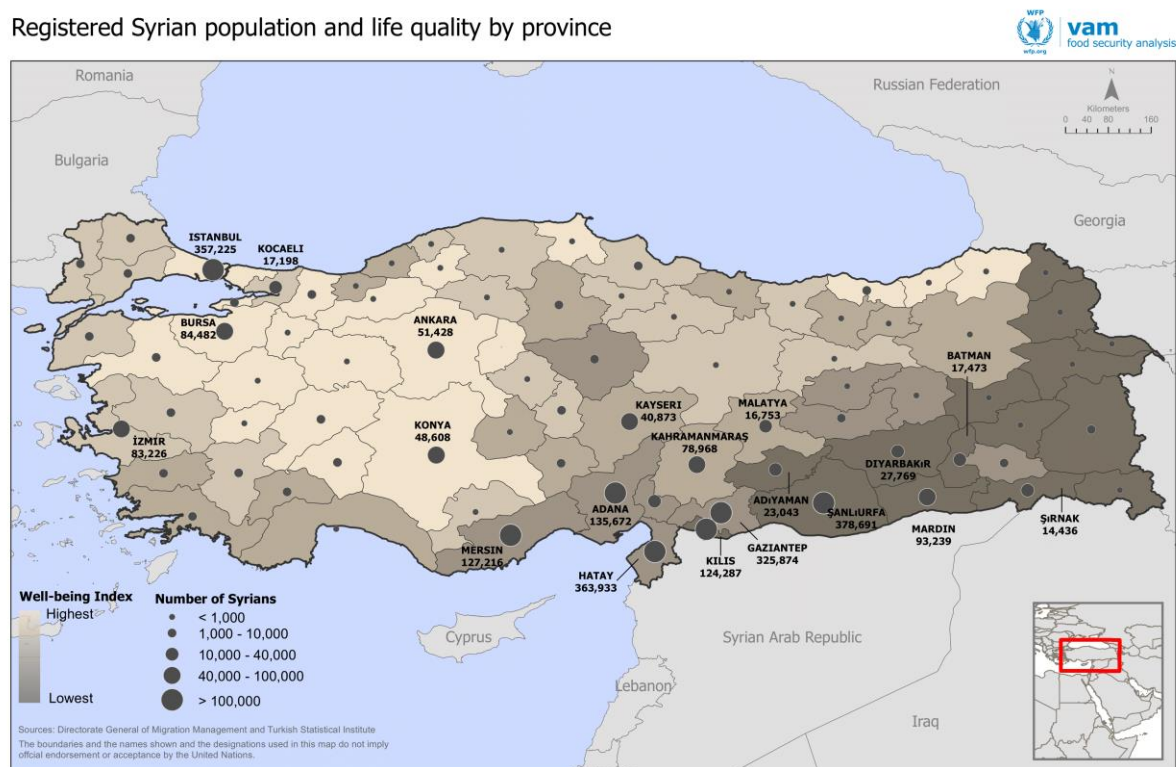 Registered Syrian population and life quality by province
WFP
wfp.org
vam
food security analysis
Romania
Russian Federation
N
Kilometers
0 40 80 160
Bulgaria
Georgia
ISTANBUL
357,225
KOCAELI
17,198
BURSA
84,482
ANKARA
51,428
BATMAN
17,473
KAYSERI
40,873
MALATYA
16,753
KONYA
48,608
KAHRAMANMARAŞ
78,968
İZMIR
83,226
DIYARBAKıR
27,769
ADıYAMAN
23,043
ŞANLıURFA
378,691
ADANA
135,672
MARDIN
93,239
ŞıRNAK
14,436
MERSIN
127,216
GAZIANTEP
325,874
KILIS
124,287
HATAY
363,933
Well-being Index
Highest
Lowest
Number of Syrians
< 1,000
1,000 - 10,000
10,000 - 40,000
40,000 - 100,000
> 100,000
Cyprus
Syrian Arab Republic
Lebanon
Iraq
Sources: Directorate General of Migration Management and Turkish Statistical Institute
The boundaries and the names shown and the designations used in this map do not imply
offcial endorsement or acceptance by the United Nations.